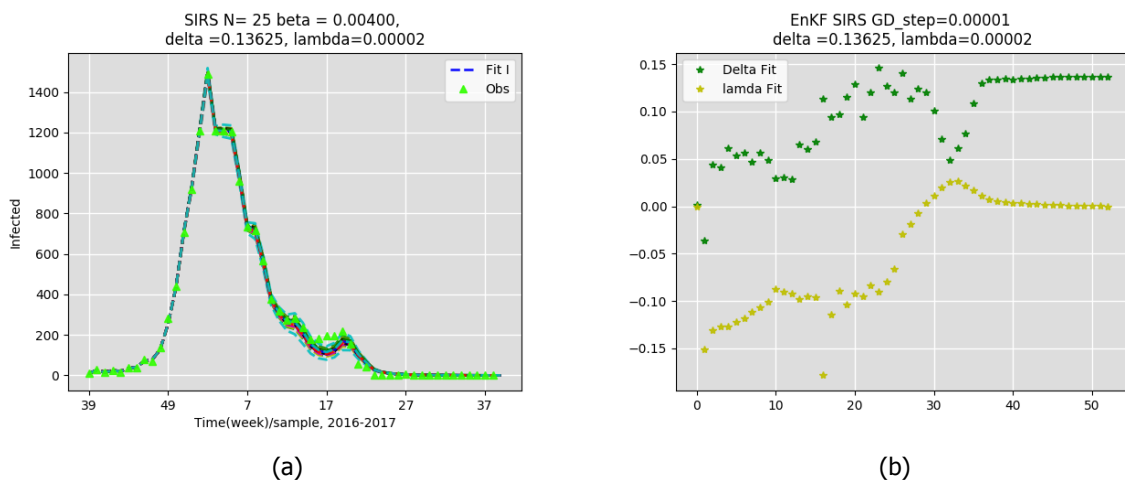 SIRS N= 25 beta = 0.00400,
delta =0.13625, lambda=0.00002
Fit I
Obs
1400
1200
1000
800
600
400
200
0
Infected
39
49
7
17
27
37
Time(week)/sample, 2016-2017
(a)
EnKF SIRS GD_step=0.00001
delta =0.13625, lambda=0.00002
Delta Fit
lamda Fit
0.15
0.10
0.05
0.00
−0.05
−0.10
−0.15
0
10
20
30
40
50
(b)